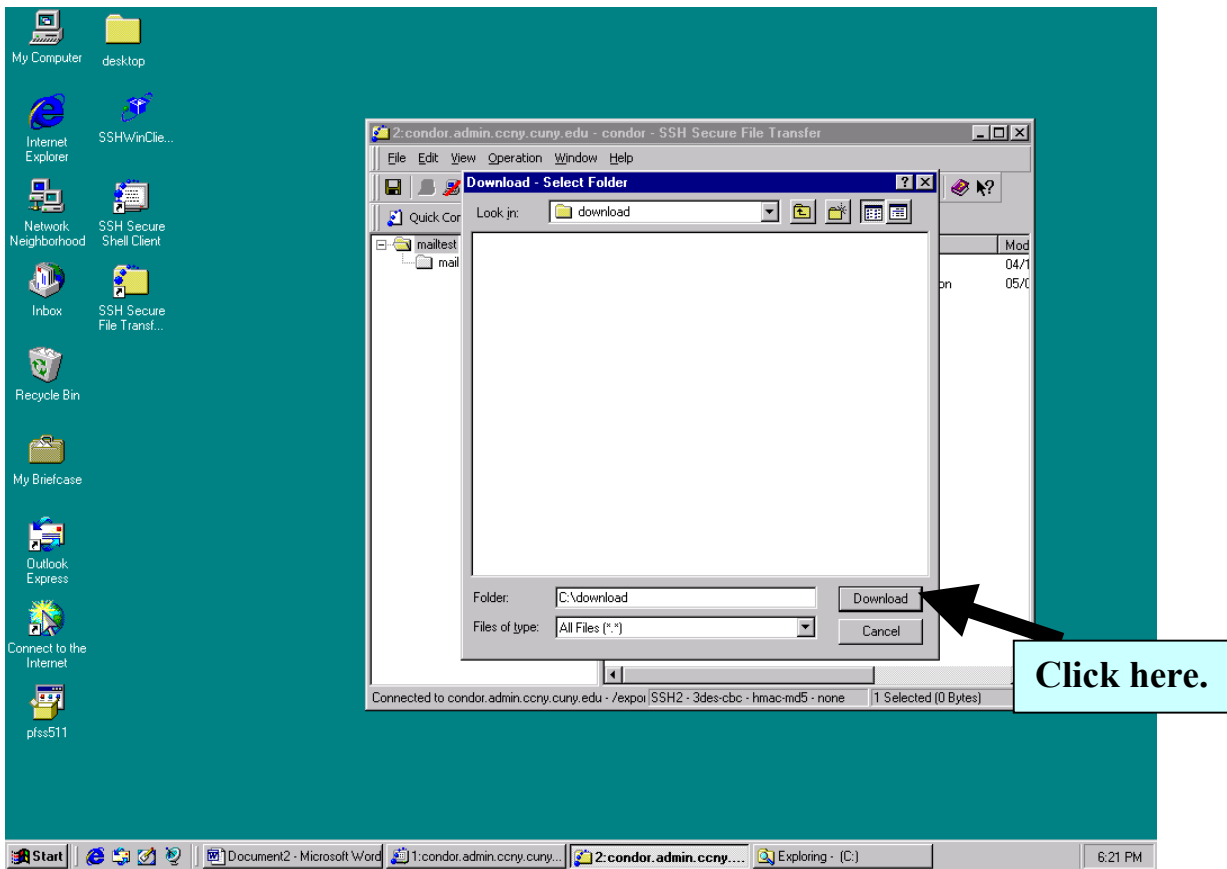 My Computer
desktop
Internet
Explorer
SSHWinClie...
Network
Neighborhood
SSH Secure
Shell Client
Inbox
SSH Secure
File Transf...
Recycle Bin
My Briefcase
Outlook
Express
Connect to the
Internet
pfss511
2:condor.admin.ccny.cuny.edu - condor - SSH Secure File Transfer
File Edit View Operation Window Help
Quick Con
mailtest
mail
Mod
04/1
on 05/0
Download - Select Folder
Look in: download
Folder: C:\download
Download
Files of type: All Files (*.*)
Cancel
Click here.
Connected to condor.admin.ccny.cuny.edu - /expor SSH2 - 3des-cbc - hmac-md5 - none 1 Selected (0 Bytes)
Start Document2 - Microsoft Word 1:condor.admin.ccny.cuny... 2:condor.admin.ccny.... Exploring - (C:) 6:21 PM